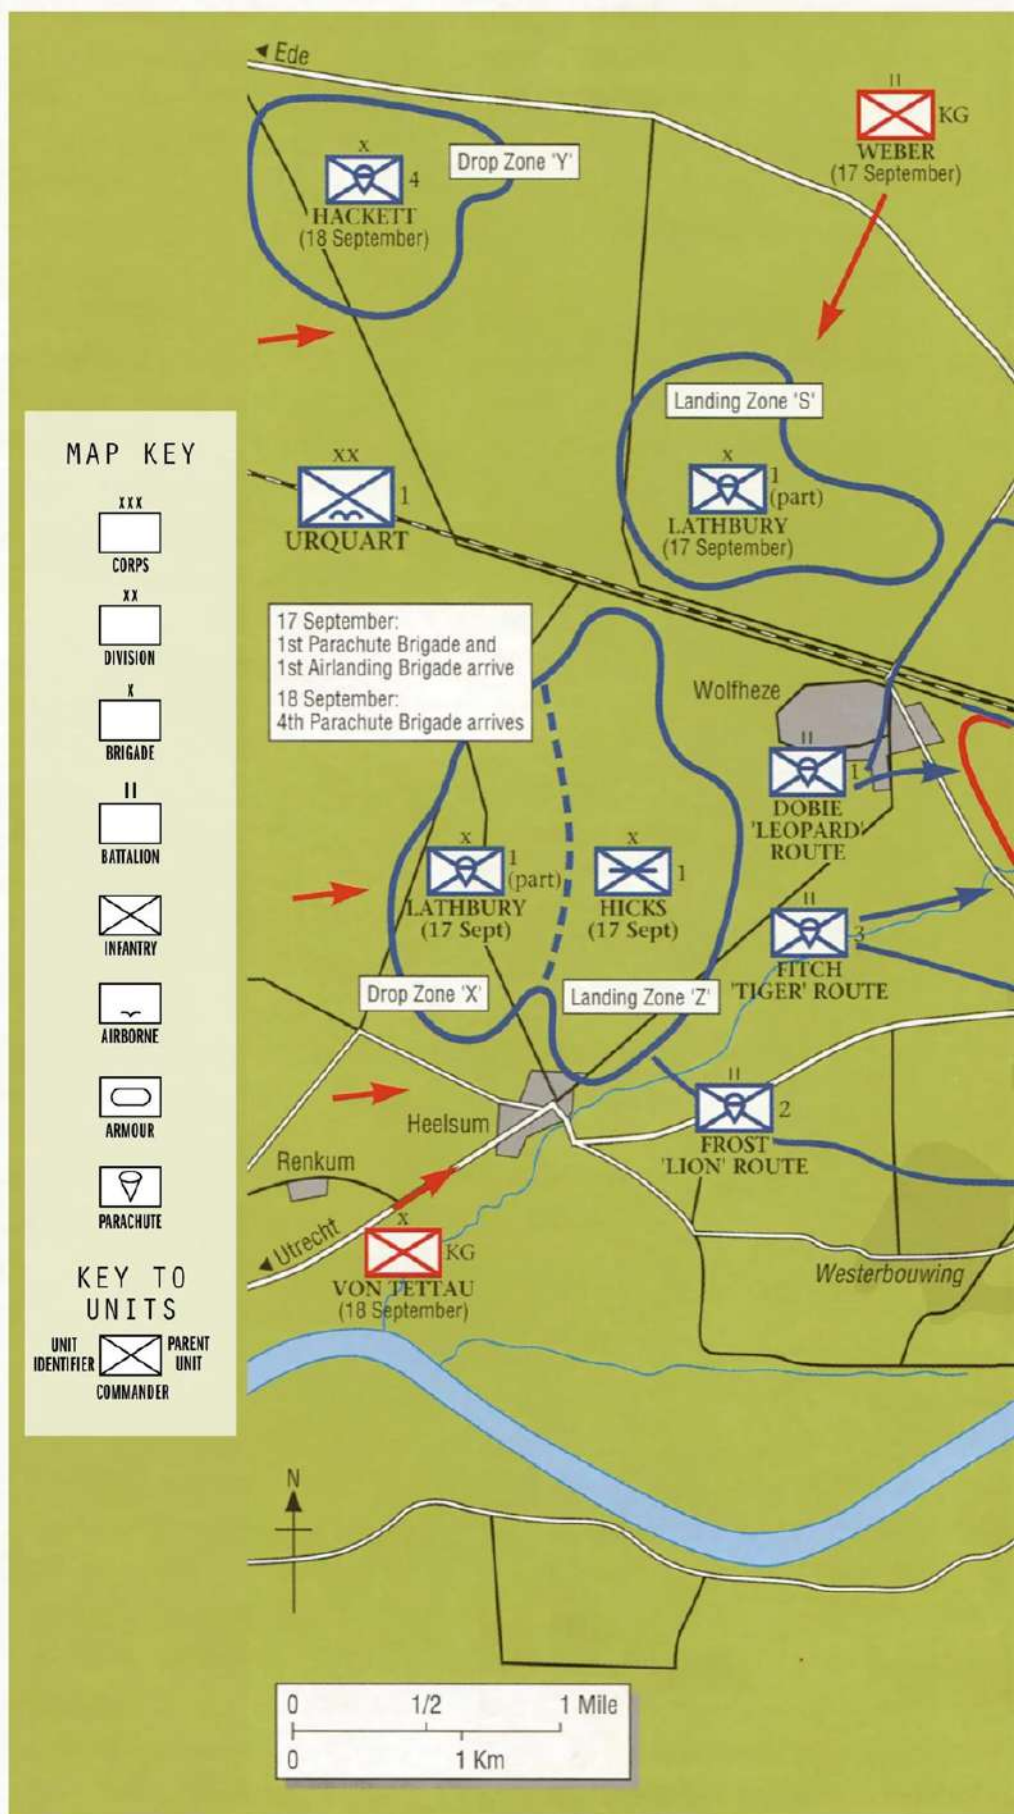 Ede
II
KG
WEBER
(17 September)
X
4
HACKETT
(18 September)
Drop Zone 'Y'
Landing Zone 'S'
X
1
(part)
LATHBURY
(17 September)
XX
1
URQUART
17 September:
1st Parachute Brigade and
1st Airlanding Brigade arrive
18 September:
4th Parachute Brigade arrives
Wolfheze
II
1
DOBIE
'LEOPARD'
ROUTE
X
1
(part)
LATHBURY
(17 Sept)
X
1
HICKS
(17 Sept)
II
3
FITCH
'TIGER' ROUTE
Drop Zone 'X'
Landing Zone 'Z'
II
2
FROST
'LION' ROUTE
Heelsum
Renkum
Utrecht
X
KG
VON TETTAU
(18 September)
Westerbouwing
N
0 1/2 1 Mile
0 1 Km
MAP KEY
XXX
CORPS
XX
DIVISION
X
BRIGADE
II
BATTALION
INFANTRY
AIRBORNE
ARMOUR
PARACHUTE
KEY TO
UNITS
UNIT
IDENTIFIER
PARENT
UNIT
COMMANDER